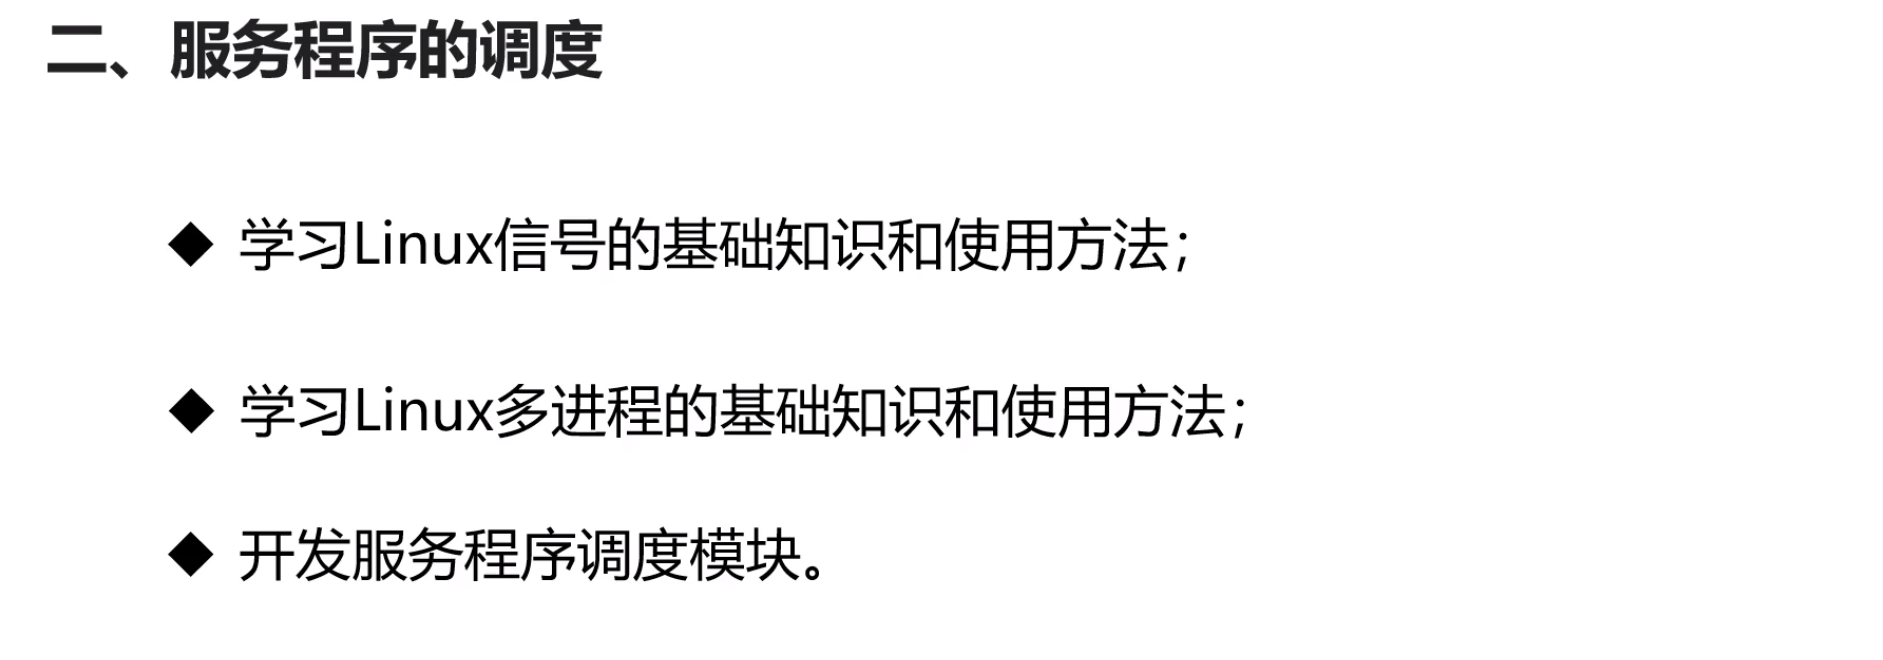 二、服务程序的调度
◆ 学习Linux信号的基础知识和使用方法；
◆ 学习Linux多进程的基础知识和使用方法；
◆ 开发服务程序调度模块。